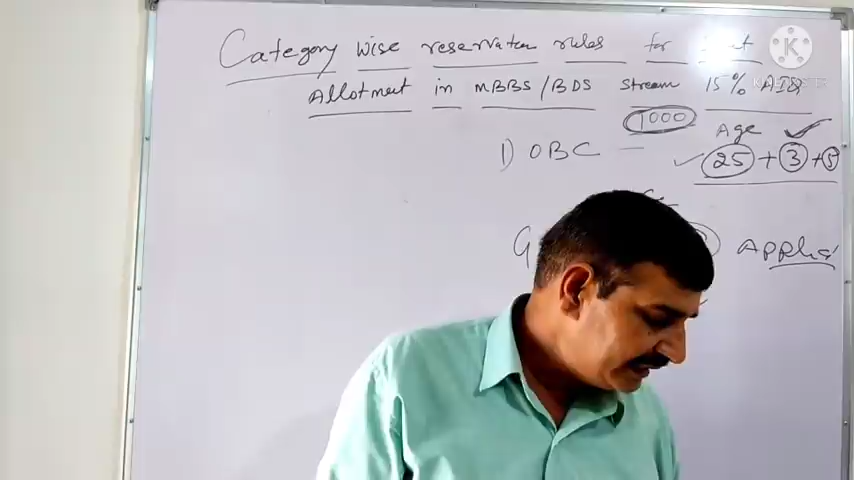 Category wise reservation rules for
Allotment in MBBS/BDS Stream 15% AIQ
1000 Age
1) OBC — 25 + 3 + 5
G